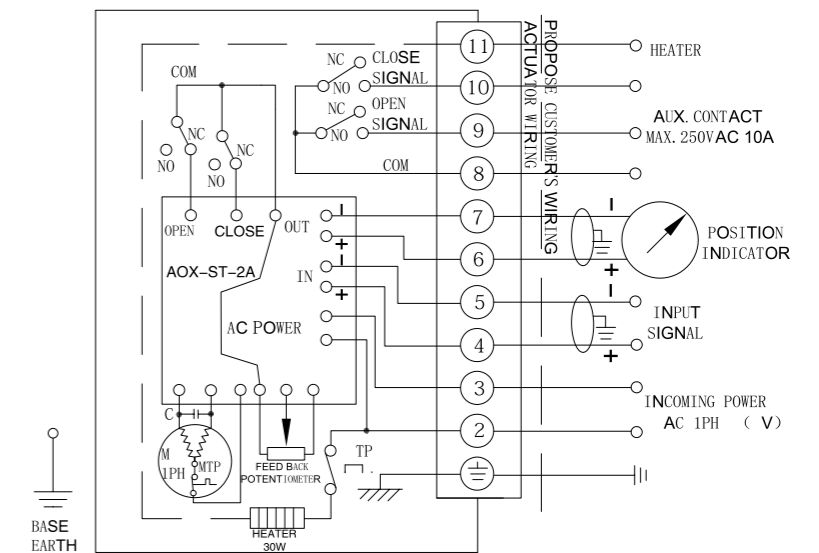 NC CLOSE
SIGNAL
NO
NC OPEN
SIGNAL
NO
COM
COM
NC
NO
NC
NO
OPEN
CLOSE
OUT
-
+
AOX-ST-2A
IN
-
+
AC POWER
C
M
1PH
MTP
FEED BACK
POTENTIOMETER
TP
HEATER
30W
BASE
EARTH
11
10
9
8
7
6
5
4
3
2
PROPOSE CUSTOMER'S WIRING
ACTUATOR WIRING
HEATER
AUX. CONTACT
MAX. 250VAC 10A
-
+
POSITION
INDICATOR
-
+
INPUT
SIGNAL
INCOMING POWER
AC 1PH ( V)